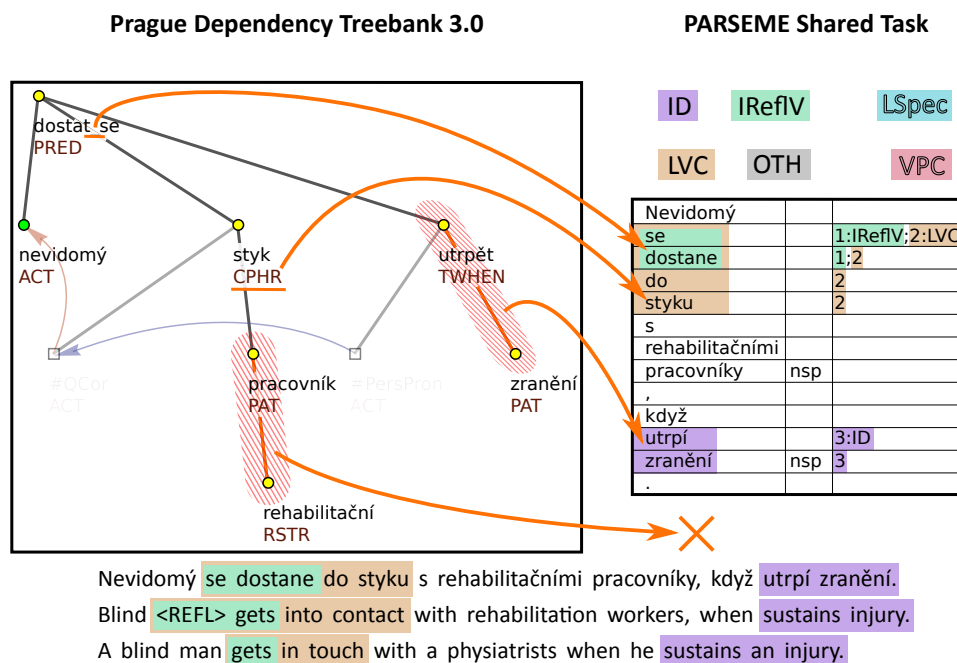 Prague Dependency Treebank 3.0
PARSEME Shared Task
dostat se
PRED
nevidomý
ACT
styk
CPHR
utrpět
TWHEN
#QCor
ACT
pracovník
PAT
#PersPron
ACT
zranění
PAT
rehabilitační
RSTR
ID IReflV LSpec
LVC OTH VPC
Nevidomý
se 1:IReflV;2:LVC
dostane 1;2
do 2
styku 2
s
rehabilitačními
pracovníky nsp
,
když
utrpí 3:ID
zranění nsp 3
.
Nevidomý se dostane do styku s rehabilitačními pracovníky, když utrpí zranění.
Blind <REFL> gets into contact with rehabilitation workers, when sustains injury.
A blind man gets in touch with a physiatrists when he sustains an injury.